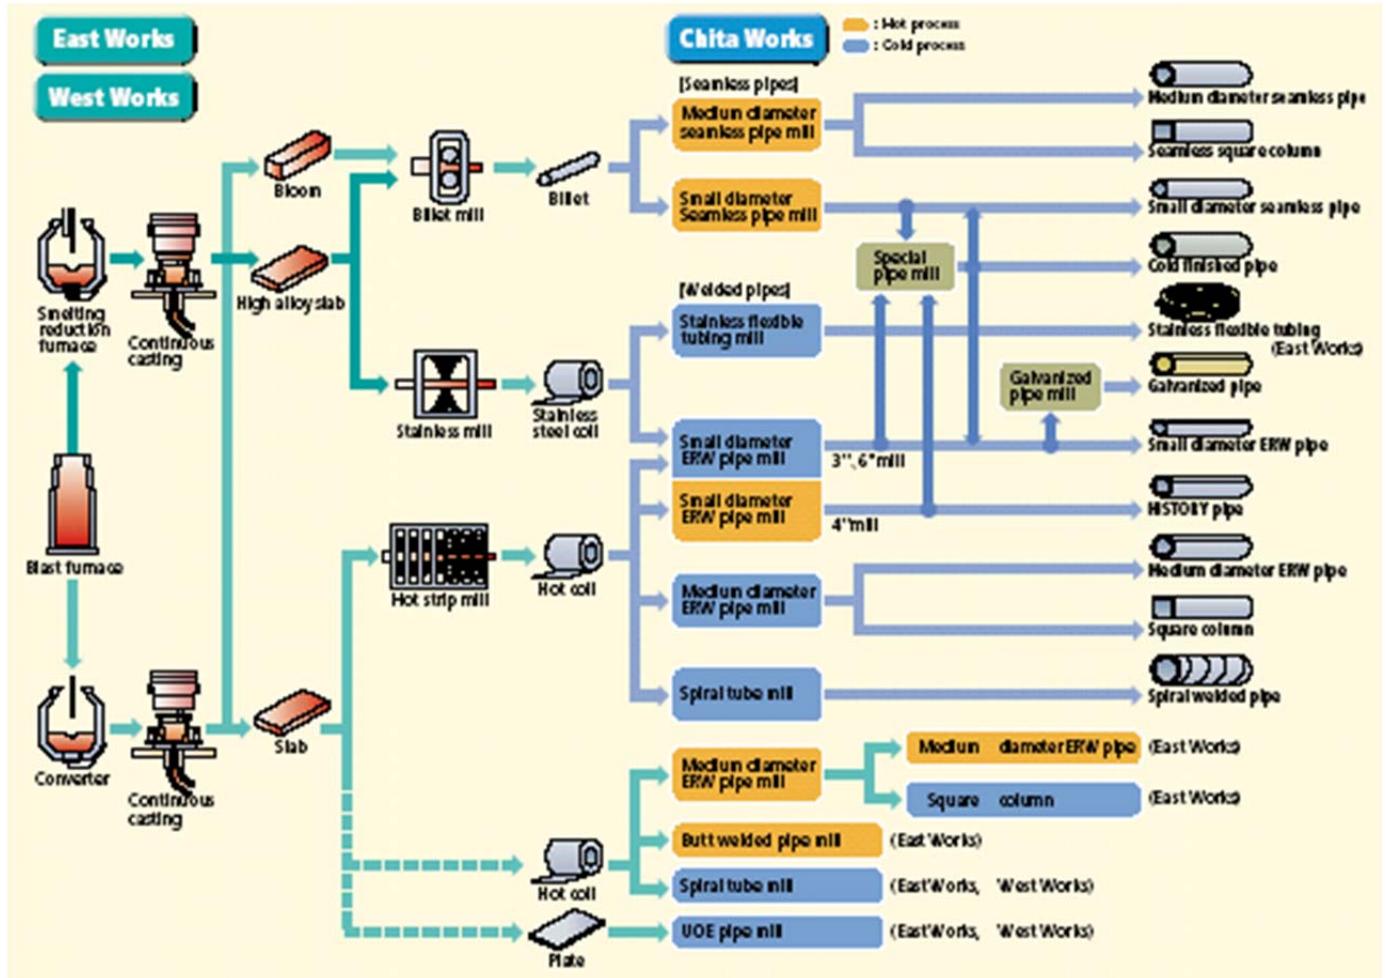 East Works
West Works
Chita Works
: Hot process
: Cold process
[Seamless pipes]
Medium diameter
seamless pipe mill
Medium diameter seamless pipe
Seamless square column
Bloom
Billet mill
Billet
Small diameter
Seamless pipe mill
Small diameter seamless pipe
Special
pipe mill
Cold finished pipe
Smelting
reduction
furnace
Continuous
casting
High alloy slab
[Welded pipes]
Stainless flexible
tubing mill
Stainless flexible tubing
(East Works)
Galvanized
pipe mill
Galvanized pipe
Stainless mill
Stainless
steel coil
Small diameter
ERW pipe mill
3", 6" mill
Small diameter ERW pipe
Small diameter
ERW pipe mill
4" mill
HISTORY pipe
Blast furnace
Hot strip mill
Hot coil
Medium diameter
ERW pipe mill
Medium diameter ERW pipe
Square column
Spiral tube mill
Spiral welded pipe
Converter
Continuous
casting
Slab
Medium diameter
ERW pipe mill
Medium diameter ERW pipe (East Works)
Square column (East Works)
Hot coil
Butt welded pipe mill (East Works)
Spiral tube mill (East Works, West Works)
UOE pipe mill (East Works, West Works)
Plate